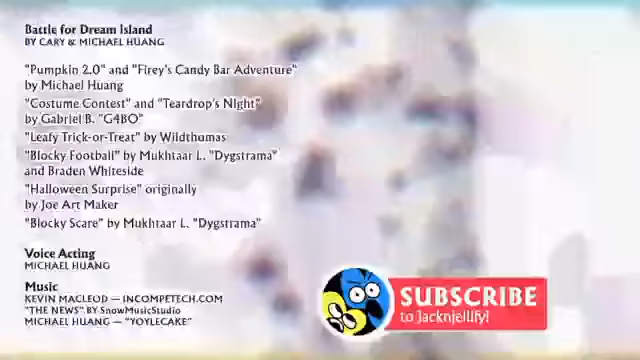 Battle for Dream Island
BY CARY & MICHAEL HUANG
"Pumpkin 2.0" and "Firey's Candy Bar Adventure"
by Michael Huang
"Costume Contest" and "Teardrop's Night"
by Gabriel B. "G4BO"
"Leafy Trick-or-Treat" by Wildthomas
"Blocky Football" by Mukhtaar L. "Dygstrama"
and Braden Whiteside
"Halloween Surprise" originally
by Joe Art Maker
"Blocky Scare" by Mukhtaar L. "Dygstrama"
Voice Acting
MICHAEL HUANG
Music
KEVIN MACLEOD — INCOMPETECH.COM
"THE NEWS" BY SnowMusicStudio
MICHAEL HUANG — "YOYLECAKE"
SUBSCRIBE
to Jacknjellify!